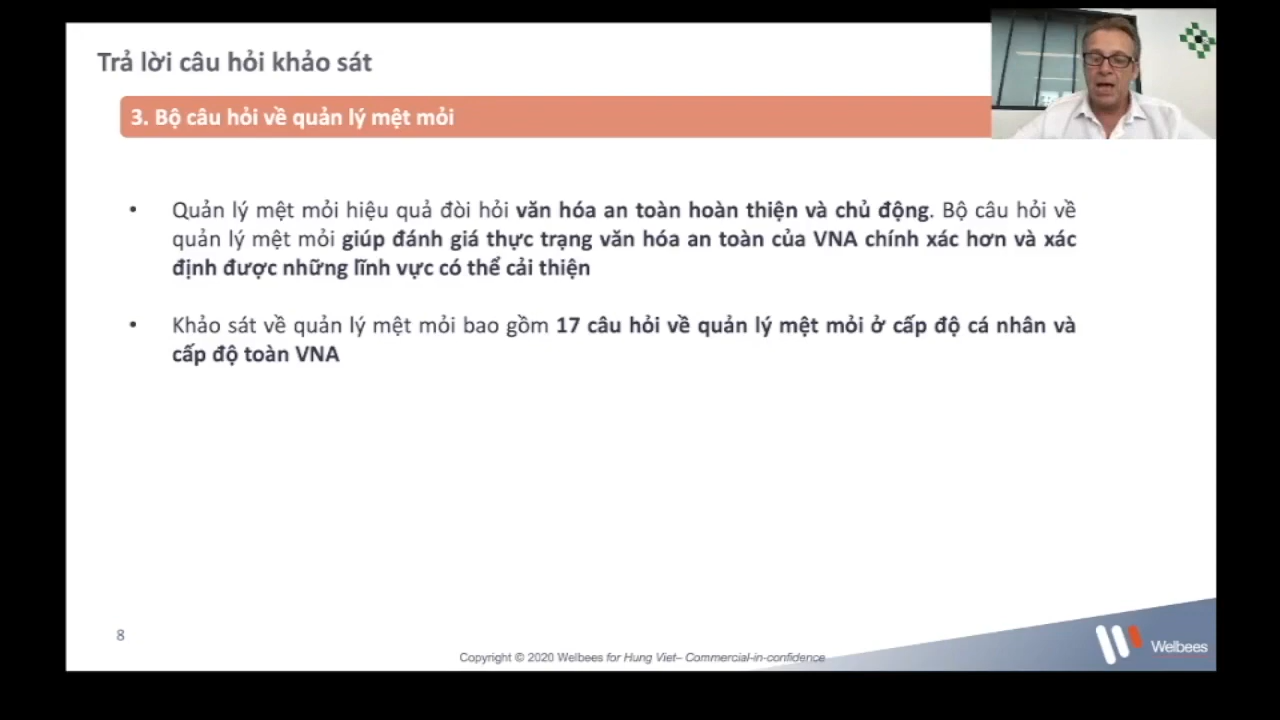 Trả lời câu hỏi khảo sát
3. Bộ câu hỏi về quản lý mệt mỏi
• Quản lý mệt mỏi hiệu quả đòi hỏi văn hóa an toàn hoàn thiện và chủ động. Bộ câu hỏi về
quản lý mệt mỏi giúp đánh giá thực trạng văn hóa an toàn của VNA chính xác hơn và xác
định được những lĩnh vực có thể cải thiện
• Khảo sát về quản lý mệt mỏi bao gồm 17 câu hỏi về quản lý mệt mỏi ở cấp độ cá nhân và
cấp độ toàn VNA
8
Copyright © 2020 Welbees for Hung Viet– Commercial-in-confidence
Welbees